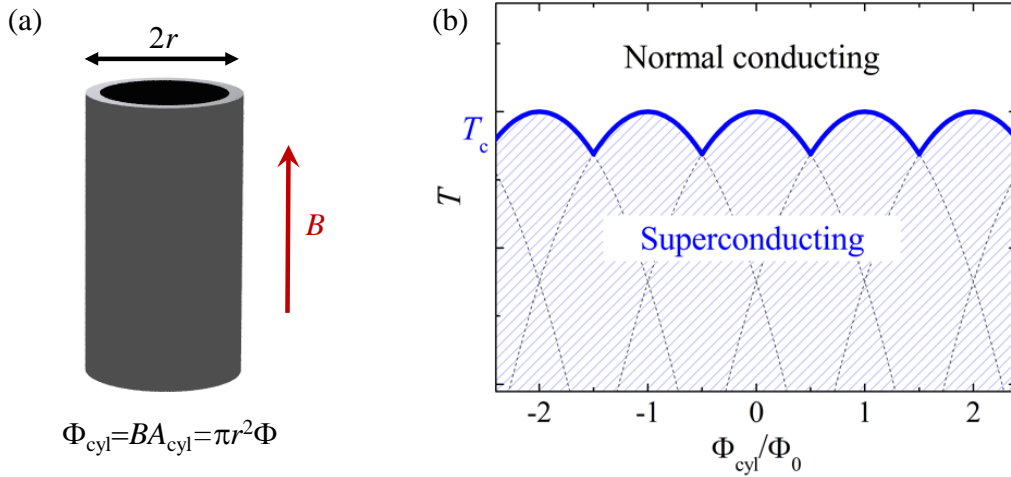 (a)
2r
B
Φcyl=BAcyl=πr²Φ
(b)
Normal conducting
Tc
T
Superconducting
-2 -1 0 1 2
Φcyl/Φ0